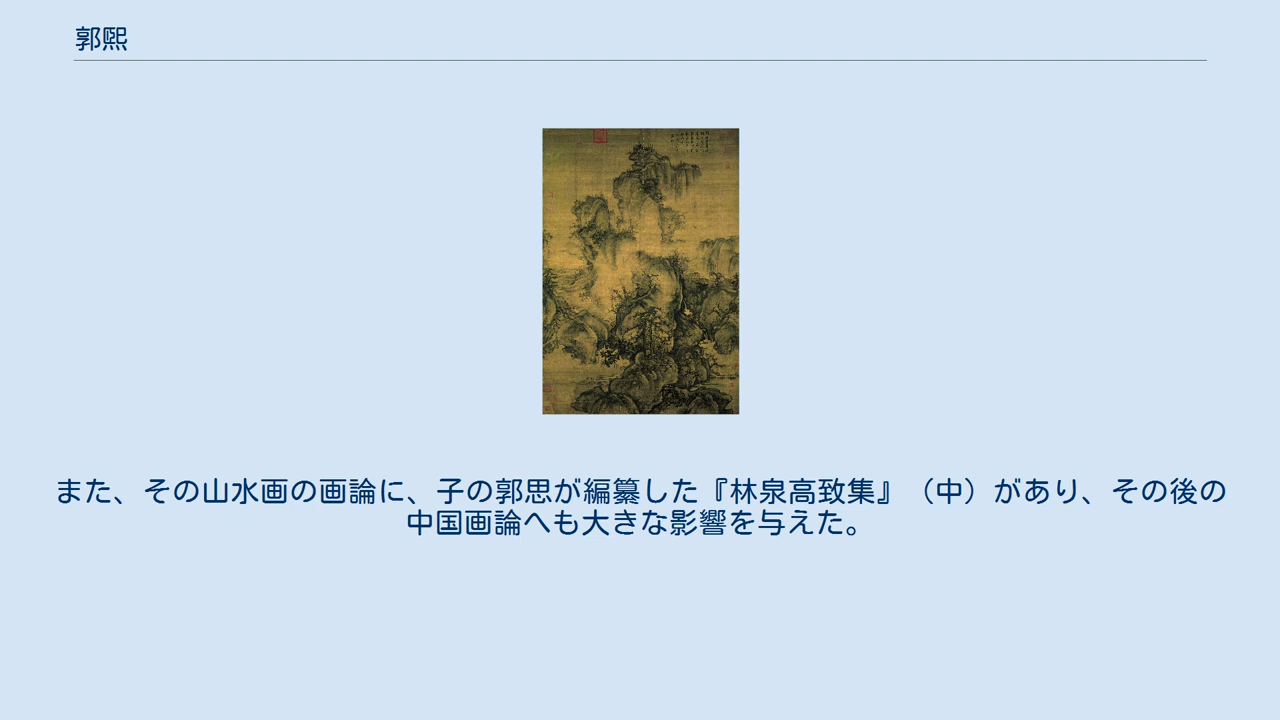 郭煕
また、その山水画の画論に、子の郭思が編纂した『林泉高致集』（中）があり、その後の
中国画論へも大きな影響を与えた。